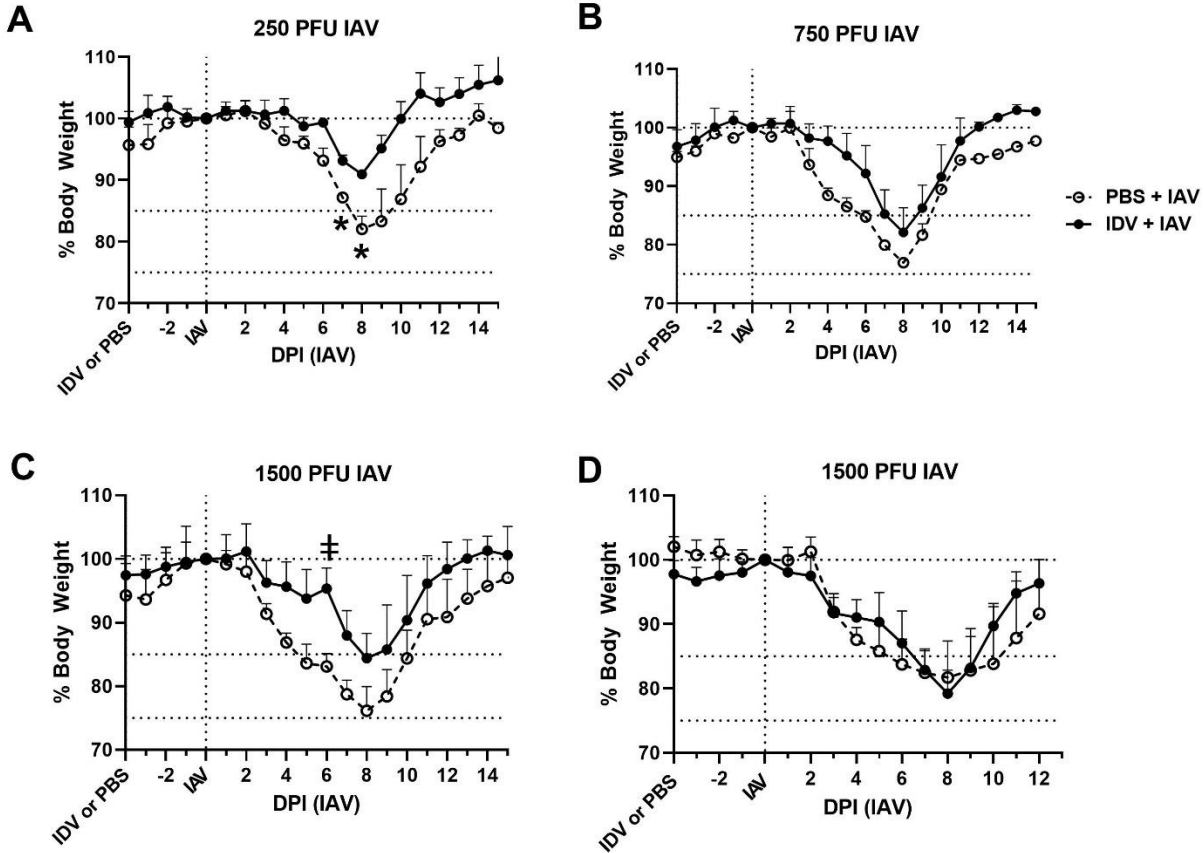 A
250 PFU IAV
110
100
90
80
70
% Body Weight
*
*
IDV or PBS
-2
IAV
2
4
6
8
10
12
14
DPI (IAV)
B
750 PFU IAV
110
100
90
80
70
% Body Weight
IDV or PBS
-2
IAV
2
4
6
8
10
12
14
DPI (IAV)
PBS + IAV
IDV + IAV
C
1500 PFU IAV
110
100
90
80
70
% Body Weight
‡
IDV or PBS
-2
IAV
2
4
6
8
10
12
14
DPI (IAV)
D
1500 PFU IAV
110
100
90
80
70
% Body Weight
IDV or PBS
-2
IAV
2
4
6
8
10
12
DPI (IAV)